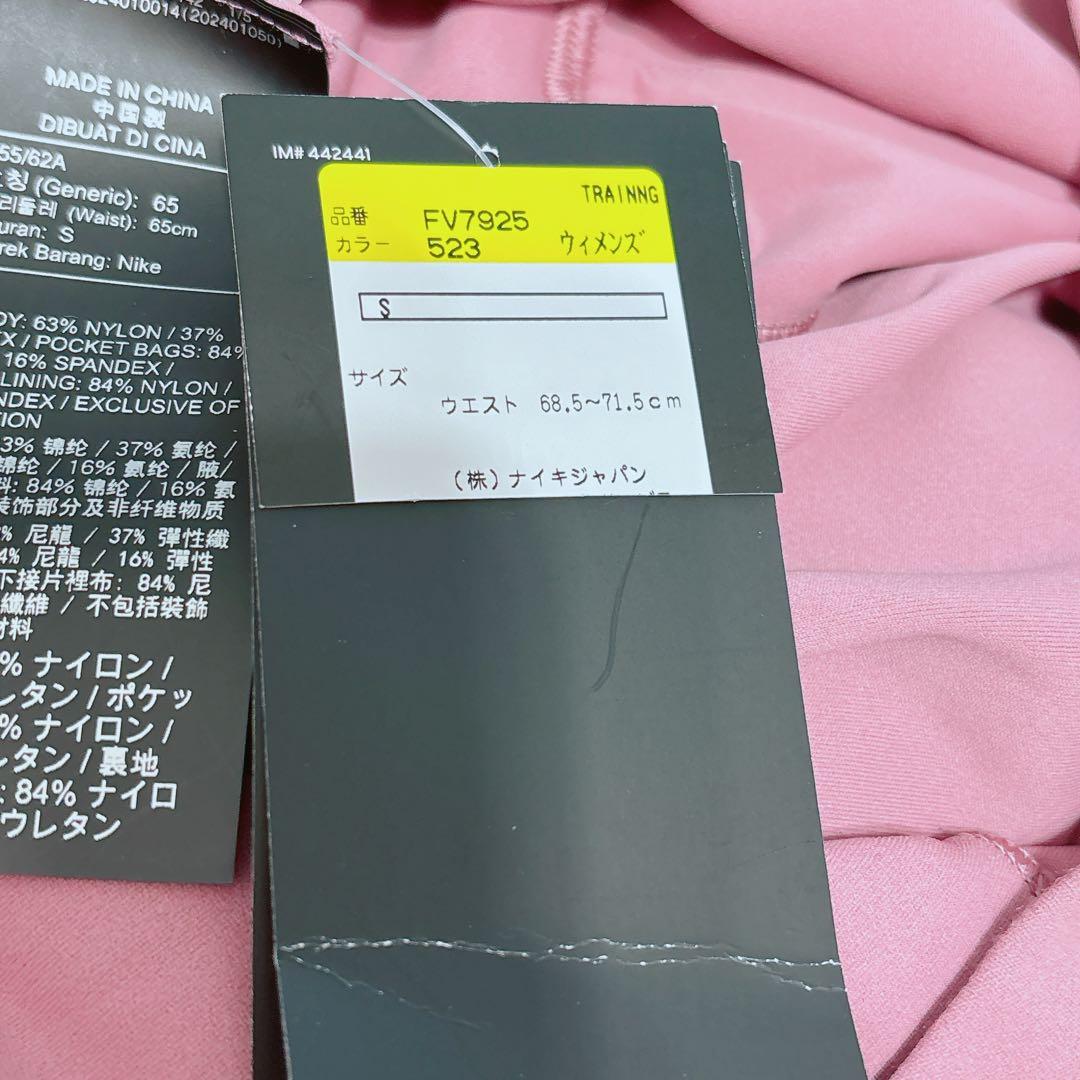 4010014(202401050)
MADE IN CHINA
中国製
DIBUAT DI CINA
55/62A
칭 (Generic): 65
리둘레 (Waist): 65cm
uran: S
rek Barang: Nike
DY: 63% NYLON / 37%
EX / POCKET BAGS: 84%
16% SPANDEX /
LINING: 84% NYLON /
NDEX / EXCLUSIVE OF
TION
3% 锦纶 / 37% 氨纶 /
锦纶 / 16% 氨纶 / 腋/
料: 84% 锦纶 / 16% 氨
装饰部分及非纤维物质
% 尼龍 / 37% 彈性纖
4% 尼龍 / 16% 彈性
下接片裡布: 84% 尼
纖維 / 不包括裝飾
材料
% ナイロン /
レタン / ポケッ
% ナイロン /
レタン / 裏地
: 84% ナイロ
ウレタン
IM# 442441
TRAINNG
品番 FV7925
カラー 523 ウィメンズ
S
サイズ
ウエスト 68.5~71.5cm
(株)ナイキジャパン